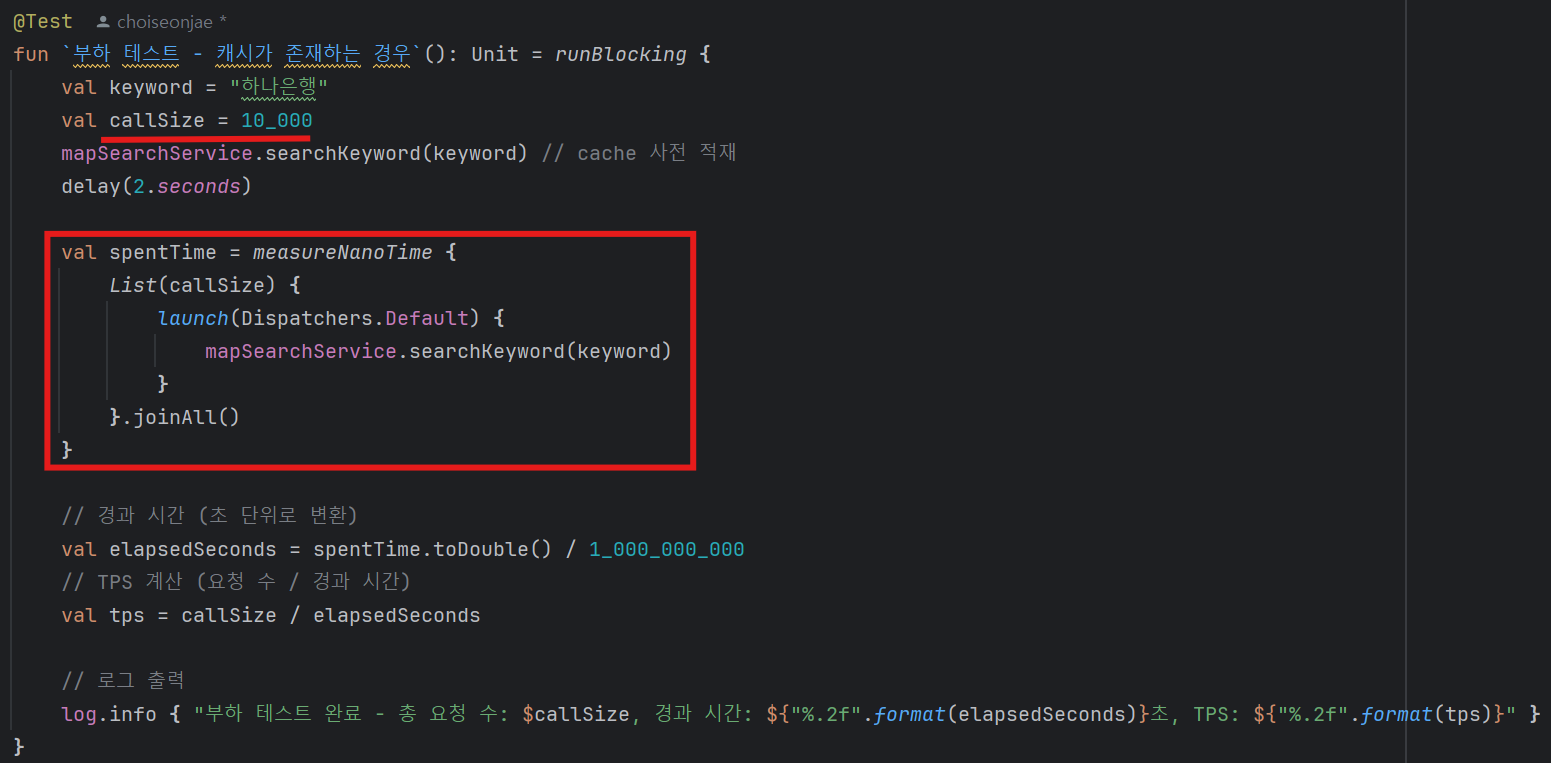 @Test choiseonjae *
fun `부하 테스트 - 캐시가 존재하는 경우`(): Unit = runBlocking {
    val keyword = "하나은행"
    val callSize = 10_000
    mapSearchService.searchKeyword(keyword) // cache 사전 적재
    delay(2.seconds)

    val spentTime = measureNanoTime {
        List(callSize) {
            launch(Dispatchers.Default) {
                mapSearchService.searchKeyword(keyword)
            }
        }.joinAll()
    }

    // 경과 시간 (초 단위로 변환)
    val elapsedSeconds = spentTime.toDouble() / 1_000_000_000
    // TPS 계산 (요청 수 / 경과 시간)
    val tps = callSize / elapsedSeconds

    // 로그 출력
    log.info { "부하 테스트 완료 - 총 요청 수: $callSize, 경과 시간: ${"%.2f".format(elapsedSeconds)}초, TPS: ${"%.2f".format(tps)}" }
}